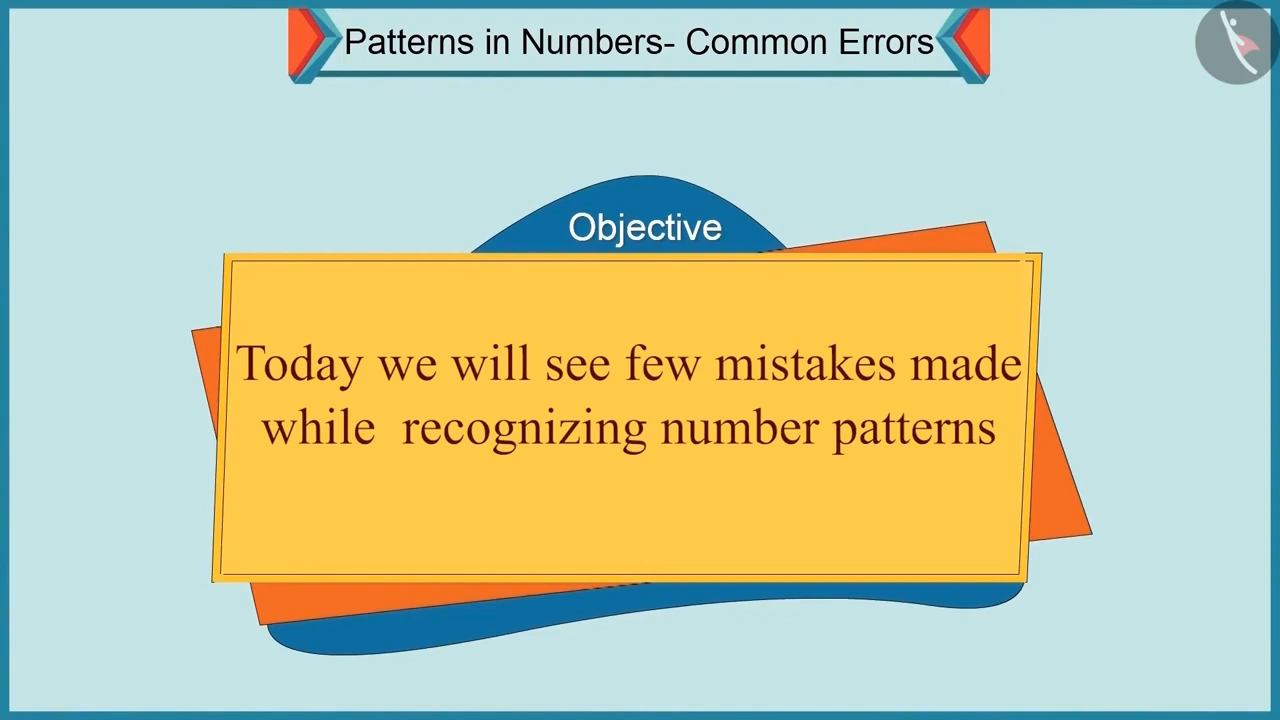 Patterns in Numbers- Common Errors
Objective
Today we will see few mistakes made
while recognizing number patterns